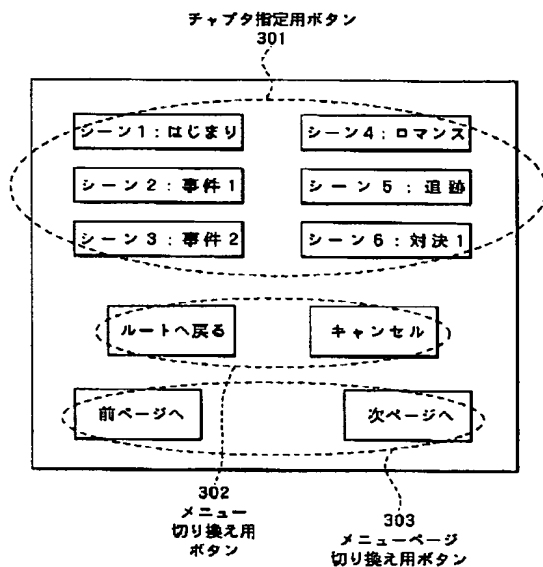 チャプタ指定用ボタン
301
シーン1:はじまり
シーン4:ロマンス
シーン2:事件1
シーン5:追跡
シーン3:事件2
シーン6:対決1
ルートへ戻る
キャンセル
前ページへ
次ページへ
302
メニュー
切り換え用
ボタン
303
メニューページ
切り換え用ボタン